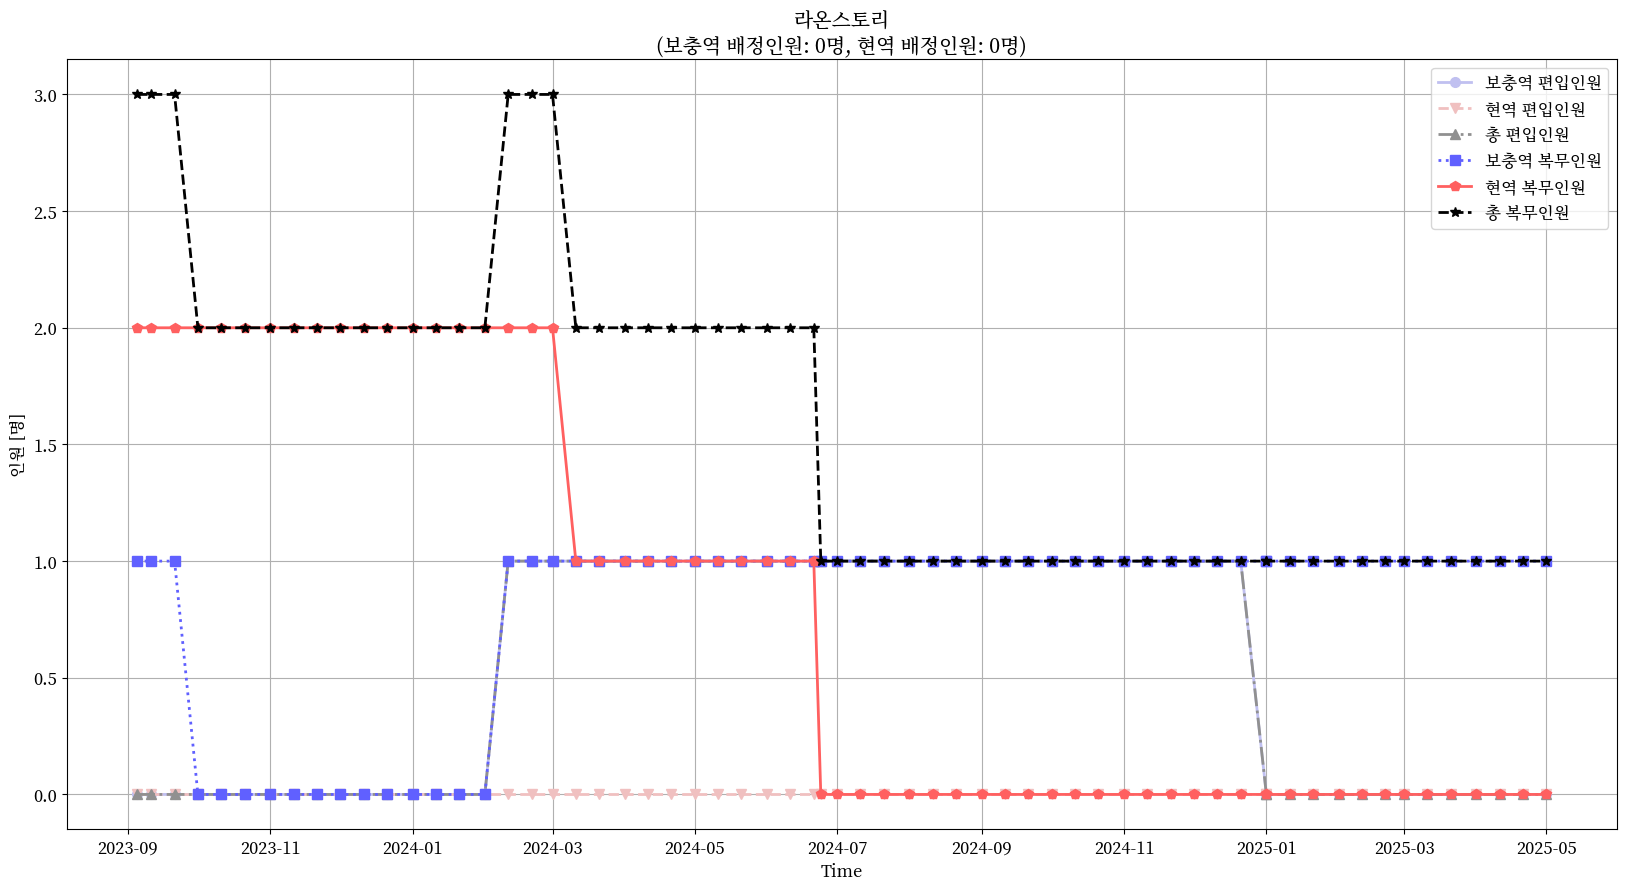 라온스토리
(보충역 배정인원: 0명, 현역 배정인원: 0명)
보충역 편입인원
현역 편입인원
총 편입인원
보충역 복무인원
현역 복무인원
총 복무인원
인원 [명]
3.0
2.5
2.0
1.5
1.0
0.5
0.0
2023-09 2023-11 2024-01 2024-03 2024-05 2024-07 2024-09 2024-11 2025-01 2025-03 2025-05
Time